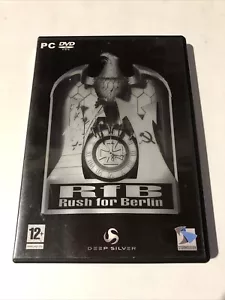 PC DVD
RfB
Rush for Berlin
12+
DEEP SILVER